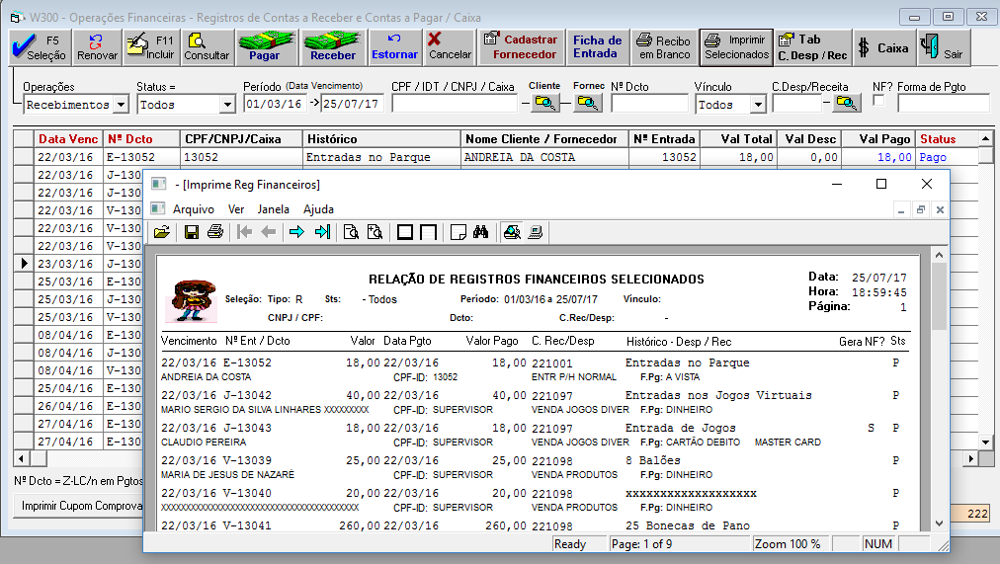 W300 - Operações Financeiras - Registros de Contas a Receber e Contas a Pagar / Caixa
F5 Seleção Renovar F11 Incluir Consultar Pagar Receber Estornar Cancelar Cadastrar Fornecedor Ficha de Entrada Recibo em Branco Imprimir Selecionados Tab C. Desp / Rec Caixa Sair
Operações Status = Período (Data Vencimento) CPF / IDT / CNPJ / Caixa Cliente Fornec Nº Dcto Vínculo C.Desp/Receita NF? Forma de Pgto
Recebimentos Todos 01/03/16 -> 25/07/17 Todos
Data Venc Nº Dcto CPF/CNPJ/Caixa Histórico Nome Cliente / Fornecedor Nº Entrada Val Total Val Desc Val Pago Status
22/03/16 E-13052 13052 Entradas no Parque ANDREIA DA COSTA 13052 18,00 0,00 18,00 Pago
22/03/16 J-130
22/03/16 J-130
22/03/16 V-130
22/03/16 V-130
22/03/16 V-130
23/03/16 J-130
25/03/16 E-130
25/03/16 J-130
25/03/16 V-130
08/04/16 E-130
08/04/16 J-130
08/04/16 V-130
25/04/16 E-130
26/04/16 E-130
27/04/16 E-130
27/04/16 E-130
Nº Dcto = Z-LC/n em Pgtos
Imprimir Cupom Comprova
222
- [Imprime Reg Financeiros]
Arquivo Ver Janela Ajuda
RELAÇÃO DE REGISTROS FINANCEIROS SELECIONADOS
Data: 25/07/17
Hora: 18:59:45
Página: 1
Seleção: Tipo: R Sts: - Todos Período: 01/03/16 a 25/07/17 Vínculo:
CNPJ / CPF: Dcto: C.Rec/Desp: -
Vencimento Nº Ent / Dcto Valor Data Pgto Valor Pago C. Rec/Desp Histórico - Desp / Rec Gera NF? Sts
22/03/16 E-13052 18,00 22/03/16 18,00 221001 Entradas no Parque P
ANDREIA DA COSTA CPF-ID: 13052 ENTR P/H NORMAL F.Pg: A VISTA
22/03/16 J-13042 40,00 22/03/16 40,00 221097 Entradas nos Jogos Virtuais P
MARIO SERGIO DA SILVA LINHARES XXXXXXXXX CPF-ID: SUPERVISOR VENDA JOGOS DIVER F.Pg: DINHEIRO
22/03/16 J-13043 18,00 22/03/16 18,00 221097 Entrada de Jogos S P
CLAUDIO PEREIRA CPF-ID: SUPERVISOR VENDA JOGOS DIVER F.Pg: CARTÃO DEBITO MASTER CARD
22/03/16 V-13039 25,00 22/03/16 25,00 221098 8 Balões P
MARIA DE JESUS DE NAZARÉ CPF-ID: SUPERVISOR VENDA PRODUTOS F.Pg: DINHEIRO
22/03/16 V-13040 20,00 22/03/16 20,00 221098 xxxxxxxxxxxxxxxxxxxx P
XXXXXXXXXXXXXXXXXXXXXXXXXXXXXXXXXXXXXXXX CPF-ID: SUPERVISOR VENDA PRODUTOS F.Pg: DINHEIRO
22/03/16 V-13041 260,00 22/03/16 260,00 221098 25 Bonecas de Pano P
Ready Page: 1 of 9 Zoom 100 % NUM